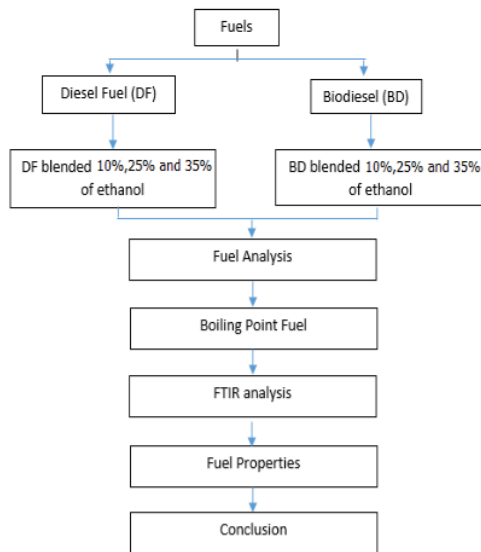 Fuels
Diesel Fuel (DF)
Biodiesel (BD)
DF blended 10%,25% and 35%
of ethanol
BD blended 10%,25% and 35%
of ethanol
Fuel Analysis
Boiling Point Fuel
FTIR analysis
Fuel Properties
Conclusion